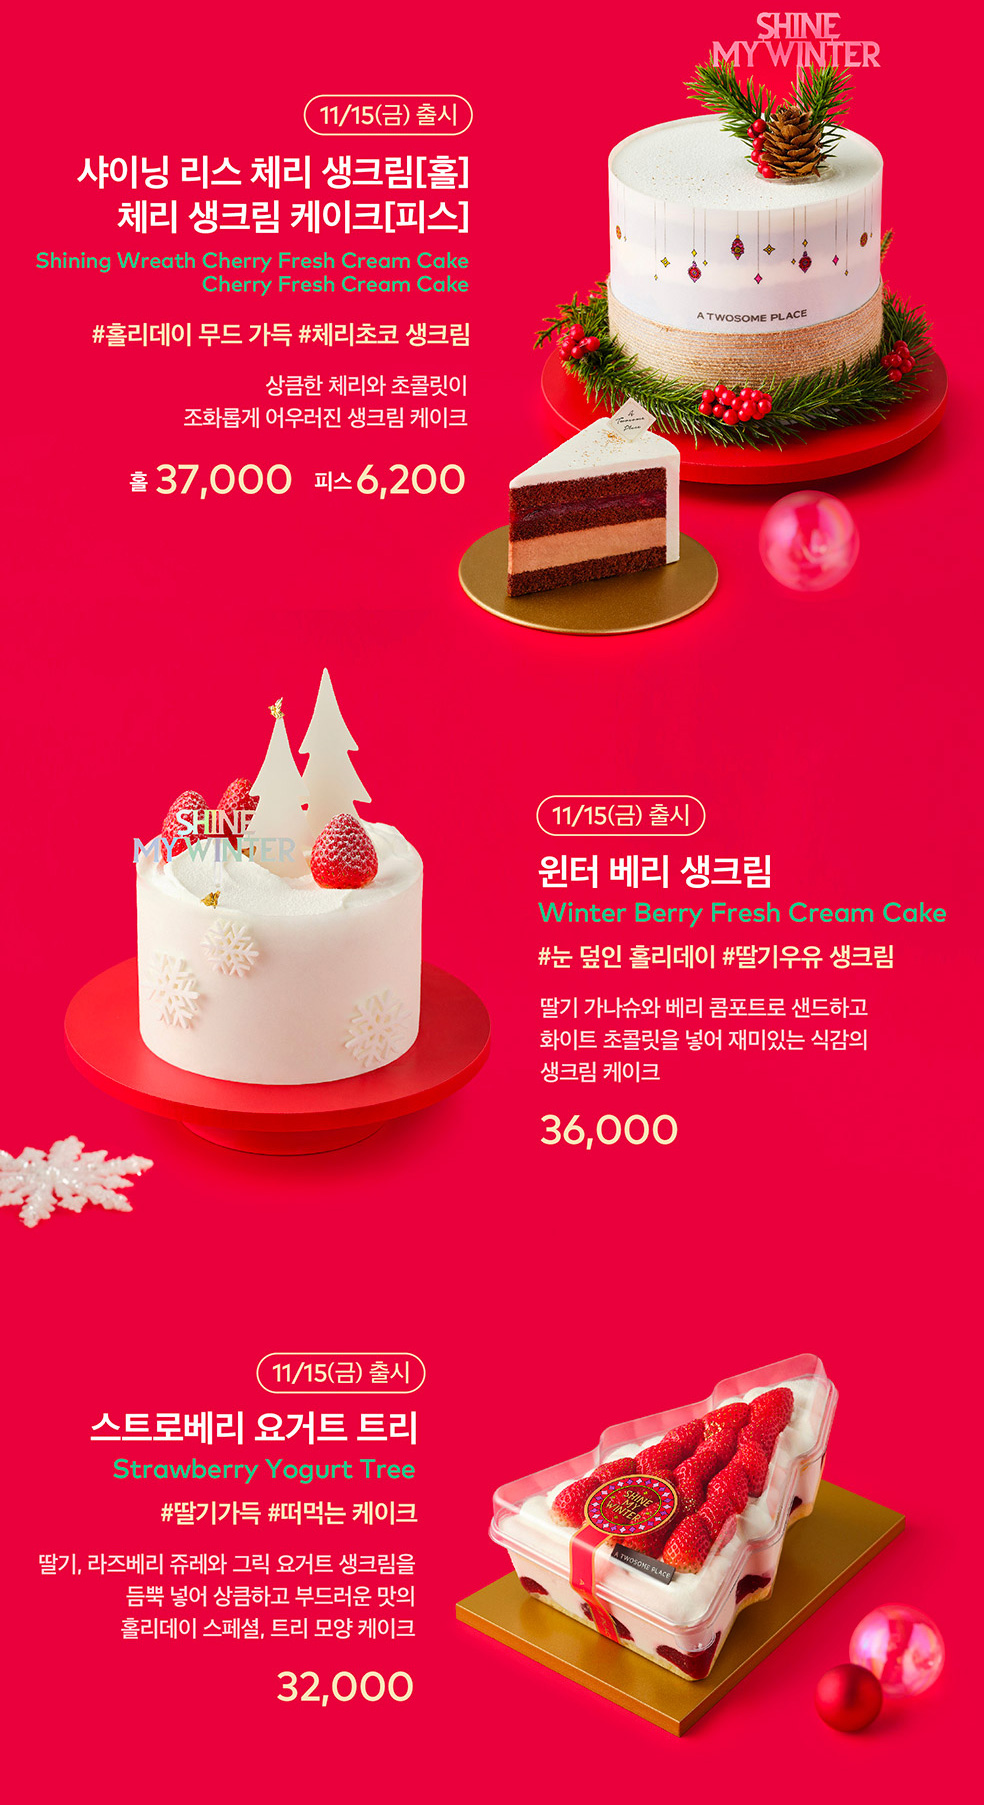 SHINE
MY WINTER
11/15(금) 출시
샤이닝 리스 체리 생크림[홀]
체리 생크림 케이크[피스]
Shining Wreath Cherry Fresh Cream Cake
Cherry Fresh Cream Cake
#홀리데이 무드 가득 #체리초코 생크림
상큼한 체리와 초콜릿이
조화롭게 어우러진 생크림 케이크
홀 37,000 피스 6,200
A TWOSOME PLACE
A
Twosome
Place
SHINE
MY WINTER
11/15(금) 출시
윈터 베리 생크림
Winter Berry Fresh Cream Cake
#눈 덮인 홀리데이 #딸기우유 생크림
딸기 가나슈와 베리 콤포트로 샌드하고
화이트 초콜릿을 넣어 재미있는 식감의
생크림 케이크
36,000
11/15(금) 출시
스트로베리 요거트 트리
Strawberry Yogurt Tree
#딸기가득 #떠먹는 케이크
딸기, 라즈베리 쥬레와 그릭 요거트 생크림을
듬뿍 넣어 상큼하고 부드러운 맛의
홀리데이 스페셜, 트리 모양 케이크
32,000
SHINE
MY
WINTER
A TWOSOME PLACE